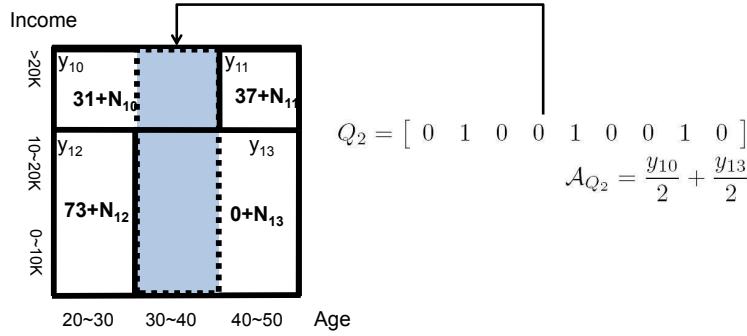 Income
>20K
10~20K
0~10K
y₁₀
31+N₁₀
y₁₁
37+N₁₁
y₁₂
73+N₁₂
y₁₃
0+N₁₃
20~30 30~40 40~50 Age
Q₂ = [ 0 1 0 0 1 0 0 1 0 ]
𝒜_{Q₂} = y₁₀/2 + y₁₃/2